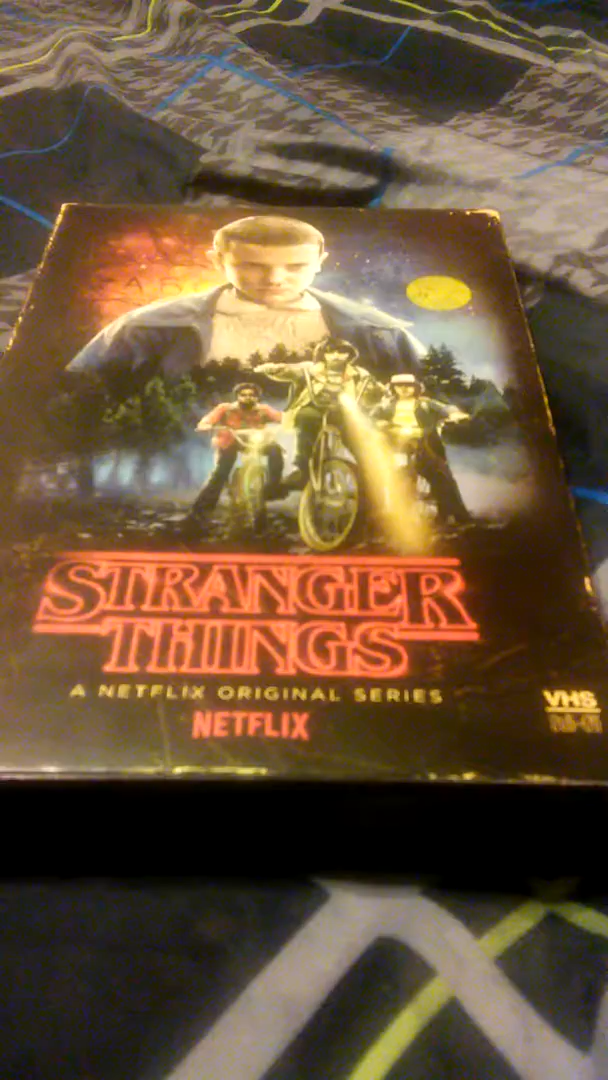 STRANGER
THINGS
A NETFLIX ORIGINAL SERIES
NETFLIX
VHS